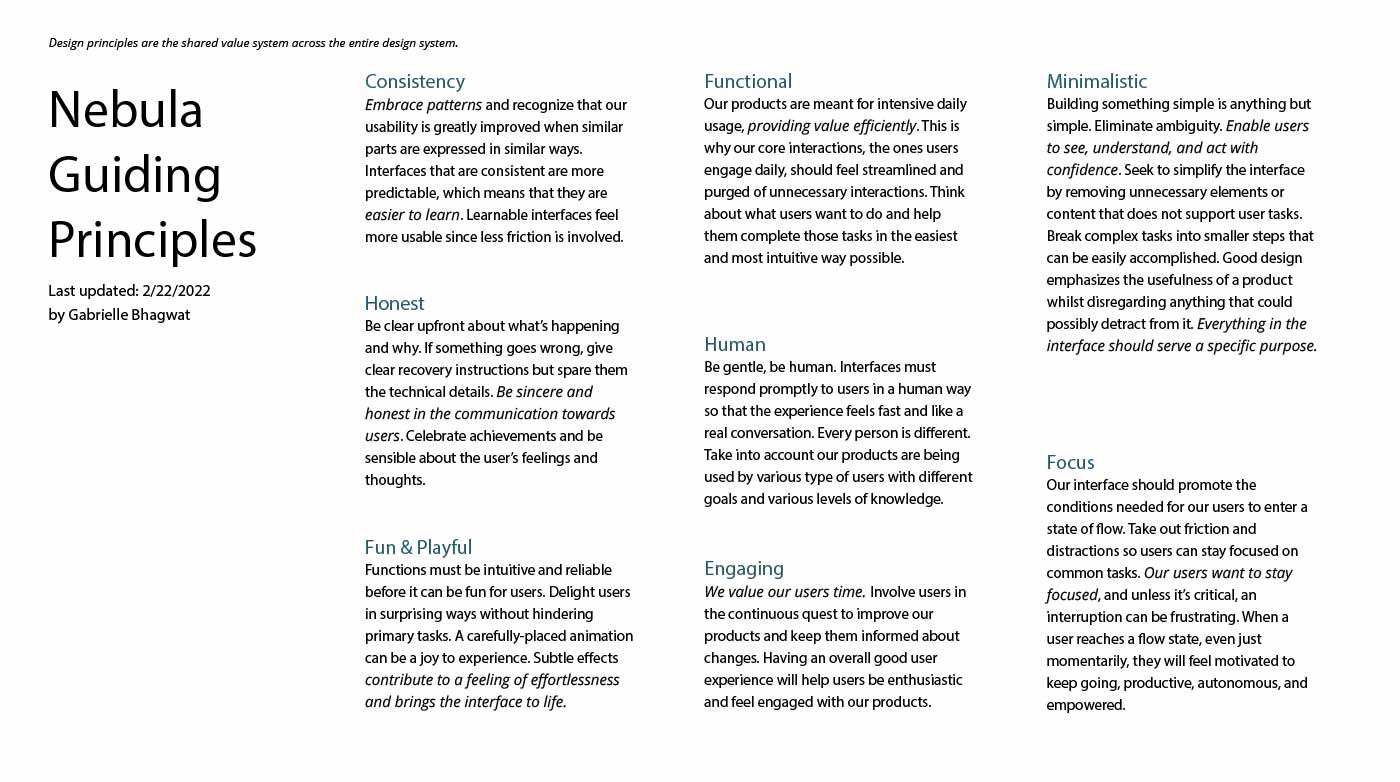 Design principles are the shared value system across the entire design system.
Nebula
Guiding
Principles
Last updated: 2/22/2022
by Gabrielle Bhagwat
Consistency
Embrace patterns and recognize that our
usability is greatly improved when similar
parts are expressed in similar ways.
Interfaces that are consistent are more
predictable, which means that they are
easier to learn. Learnable interfaces feel
more usable since less friction is involved.
Honest
Be clear upfront about what’s happening
and why. If something goes wrong, give
clear recovery instructions but spare them
the technical details. Be sincere and
honest in the communication towards
users. Celebrate achievements and be
sensible about the user’s feelings and
thoughts.
Fun & Playful
Functions must be intuitive and reliable
before it can be fun for users. Delight users
in surprising ways without hindering
primary tasks. A carefully-placed animation
can be a joy to experience. Subtle effects
contribute to a feeling of effortlessness
and brings the interface to life.
Functional
Our products are meant for intensive daily
usage, providing value efficiently. This is
why our core interactions, the ones users
engage daily, should feel streamlined and
purged of unnecessary interactions. Think
about what users want to do and help
them complete those tasks in the easiest
and most intuitive way possible.
Human
Be gentle, be human. Interfaces must
respond promptly to users in a human way
so that the experience feels fast and like a
real conversation. Every person is different.
Take into account our products are being
used by various type of users with different
goals and various levels of knowledge.
Engaging
We value our users time. Involve users in
the continuous quest to improve our
products and keep them informed about
changes. Having an overall good user
experience will help users be enthusiastic
and feel engaged with our products.
Minimalistic
Building something simple is anything but
simple. Eliminate ambiguity. Enable users
to see, understand, and act with
confidence. Seek to simplify the interface
by removing unnecessary elements or
content that does not support user tasks.
Break complex tasks into smaller steps that
can be easily accomplished. Good design
emphasizes the usefulness of a product
whilst disregarding anything that could
possibly detract from it. Everything in the
interface should serve a specific purpose.
Focus
Our interface should promote the
conditions needed for our users to enter a
state of flow. Take out friction and
distractions so users can stay focused on
common tasks. Our users want to stay
focused, and unless it’s critical, an
interruption can be frustrating. When a
user reaches a flow state, even just
momentarily, they will feel motivated to
keep going, productive, autonomous, and
empowered.